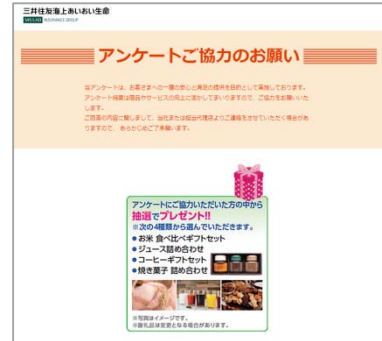 三井住友海上あいおい生命
MS&AD INSURANCE GROUP
アンケートご協力のお願い
当アンケートは、お客さまへの一層の安心と満足の提供を目的として実施しております。
アンケート結果は商品やサービスの向上に活かしてまいりますので、ご協力をお願いいた
します。
ご回答の内容に関しまして、当社または担当代理店よりご連絡をさせていただく場合があ
りますので、あらかじめご了承願います。
アンケートにご協力いただいた方の中から
抽選でプレゼント!!
※次の4種類から選んでいただきます。
●お米 食べ比べギフトセット
●ジュース詰め合わせ
●コーヒーギフトセット
●焼き菓子 詰め合わせ
※写真はイメージです。
※謝礼品は変更となる場合があります。